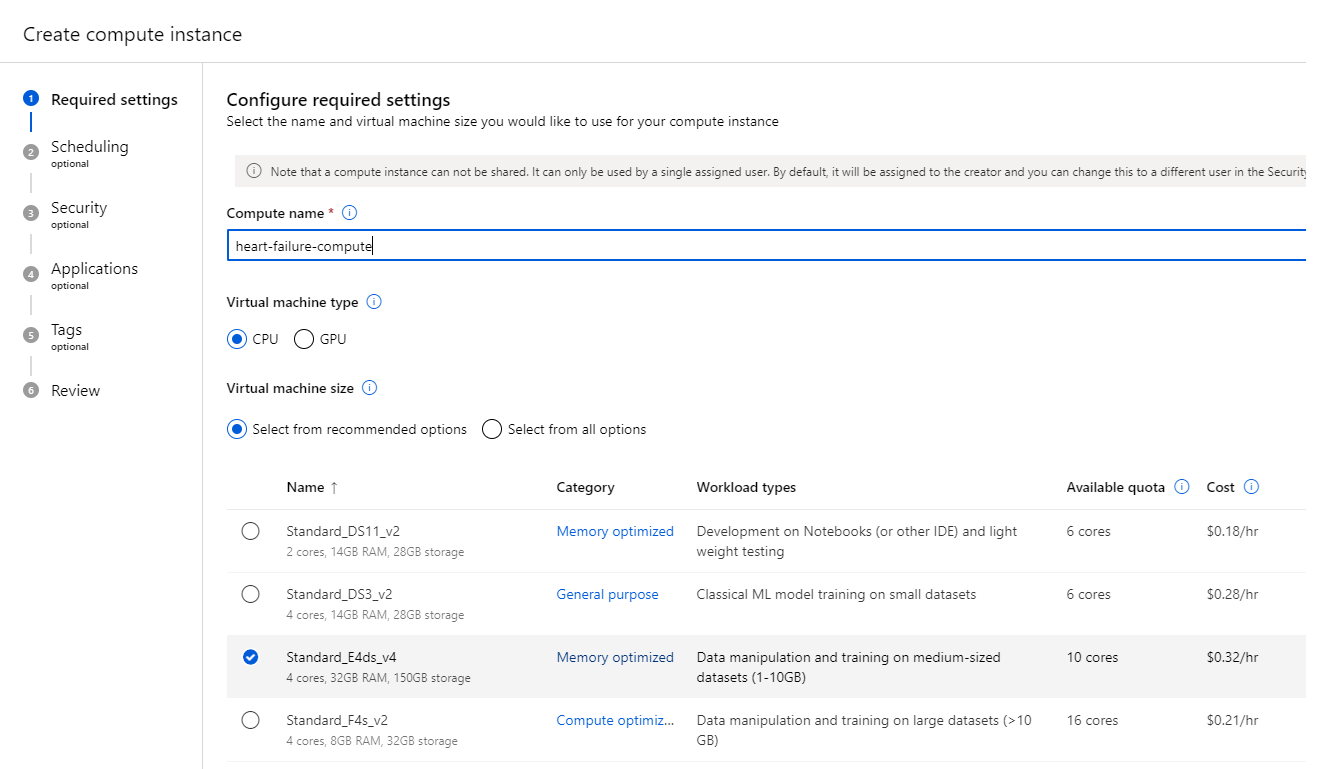 Create compute instance
1 Required settings
2 Scheduling
optional
3 Security
optional
4 Applications
optional
5 Tags
optional
6 Review
Configure required settings
Select the name and virtual machine size you would like to use for your compute instance
Note that a compute instance can not be shared. It can only be used by a single assigned user. By default, it will be assigned to the creator and you can change this to a different user in the Security
Compute name *
heart-failure-compute
Virtual machine type
CPU GPU
Virtual machine size
Select from recommended options Select from all options
Name ↑ Category Workload types Available quota Cost
Standard_DS11_v2 Memory optimized Development on Notebooks (or other IDE) and light 6 cores $0.18/hr
2 cores, 14GB RAM, 28GB storage weight testing
Standard_DS3_v2 General purpose Classical ML model training on small datasets 6 cores $0.28/hr
4 cores, 14GB RAM, 28GB storage
Standard_E4ds_v4 Memory optimized Data manipulation and training on medium-sized 10 cores $0.32/hr
4 cores, 32GB RAM, 150GB storage datasets (1-10GB)
Standard_F4s_v2 Compute optimiz... Data manipulation and training on large datasets (>10 16 cores $0.21/hr
4 cores, 8GB RAM, 32GB storage GB)